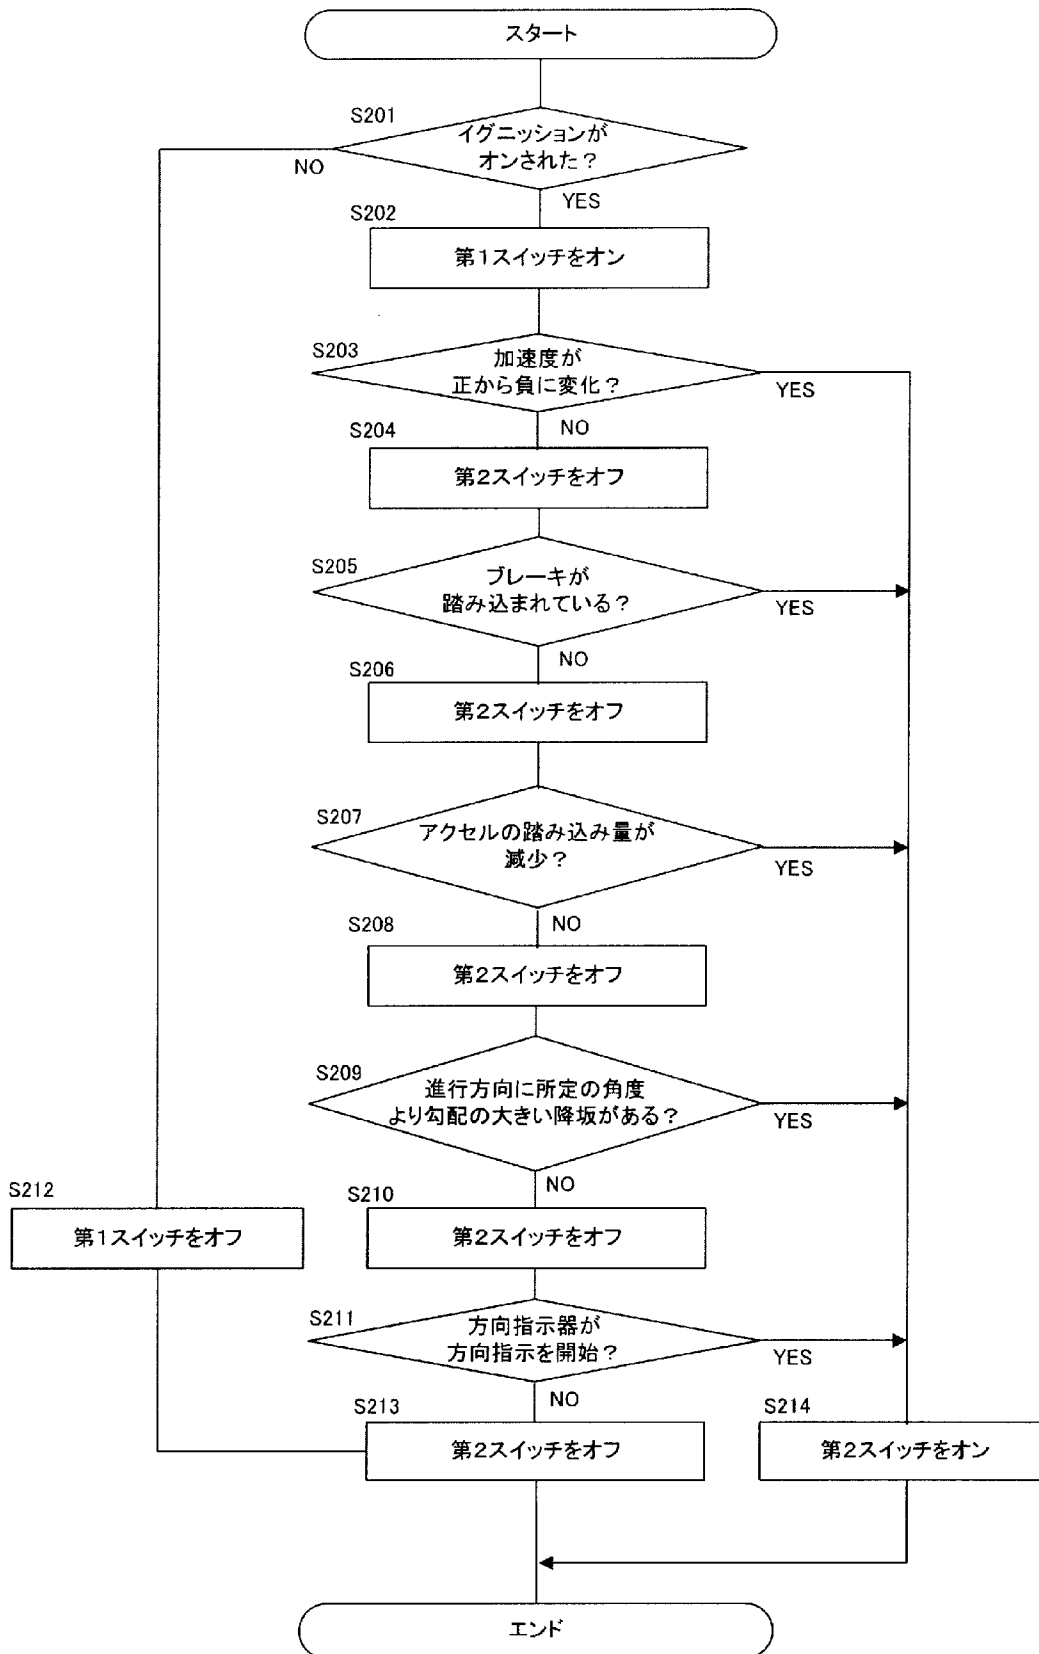 スタート
S201
イグニッションが
オンされた?
NO
YES
S202
第1スイッチをオン
S203
加速度が
正から負に変化?
YES
NO
S204
第2スイッチをオフ
S205
ブレーキが
踏み込まれている?
YES
NO
S206
第2スイッチをオフ
S207
アクセルの踏み込み量が
減少?
YES
NO
S208
第2スイッチをオフ
S209
進行方向に所定の角度
より勾配の大きい降坂がある?
YES
NO
S212
第1スイッチをオフ
S210
第2スイッチをオフ
S211
方向指示器が
方向指示を開始?
YES
NO
S213
第2スイッチをオフ
S214
第2スイッチをオン
エンド